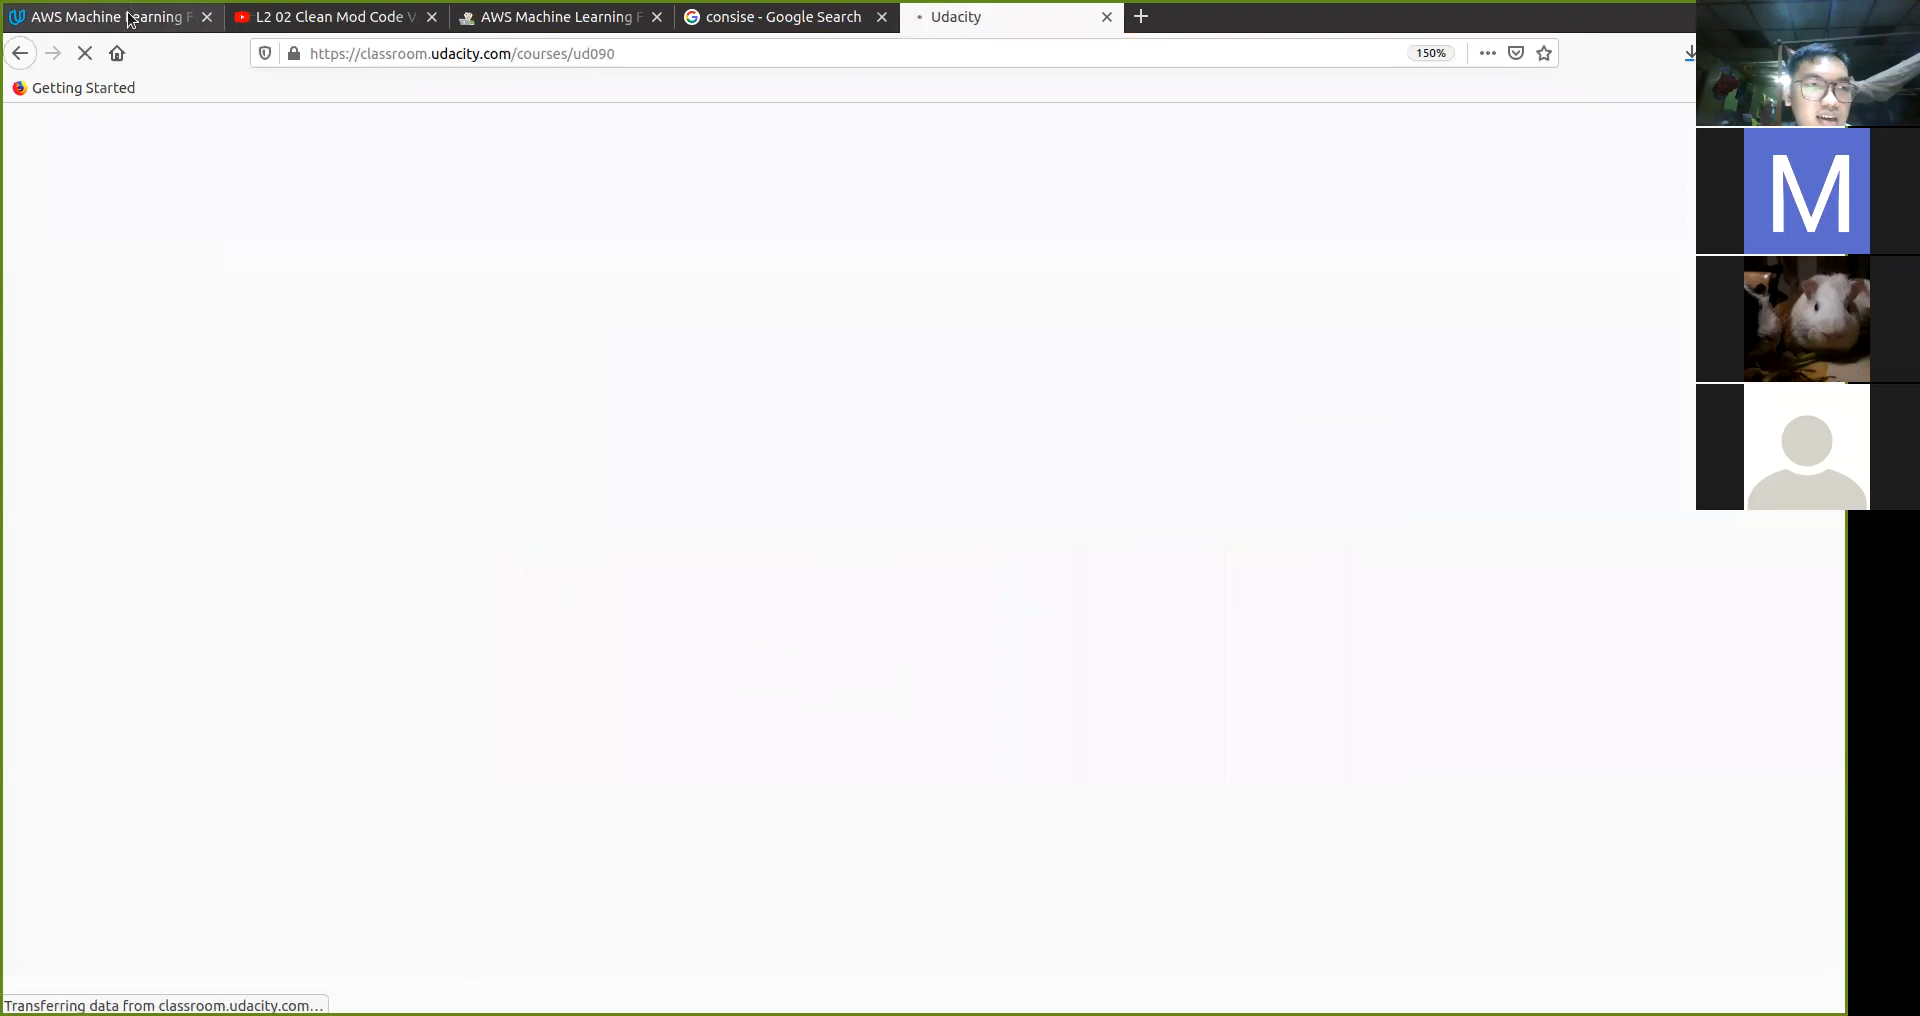 AWS Machine Learning F
L2 02 Clean Mod Code V
AWS Machine Learning F
consise - Google Search
Udacity
https://classroom.udacity.com/courses/ud090
150%
Getting Started
M
Transferring data from classroom.udacity.com…